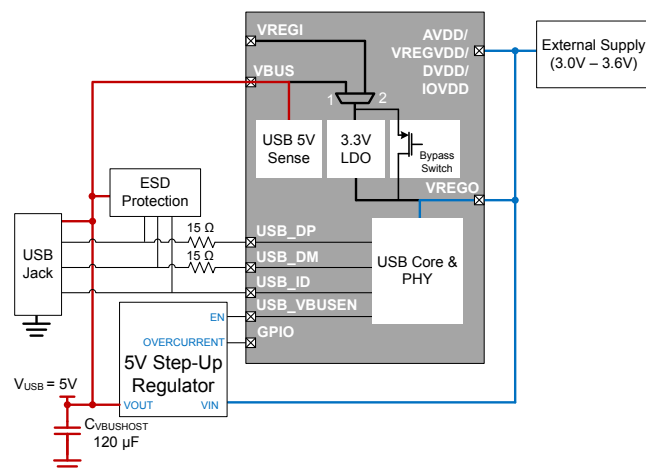 VREGI
AVDD/
VREGVDD/
DVDD/
IOVDD
External Supply
(3.0V – 3.6V)
VBUS
1
2
USB 5V
Sense
3.3V
LDO
Bypass
Switch
ESD
Protection
VREGO
USB
Jack
15 Ω
USB_DP
15 Ω
USB_DM
USB_ID
USB Core &
PHY
USB_VBUSEN
EN
OVERCURRENT
GPIO
5V Step-Up
Regulator
VOUT
VIN
VUSB = 5V
CVBUSHOST
120 µF